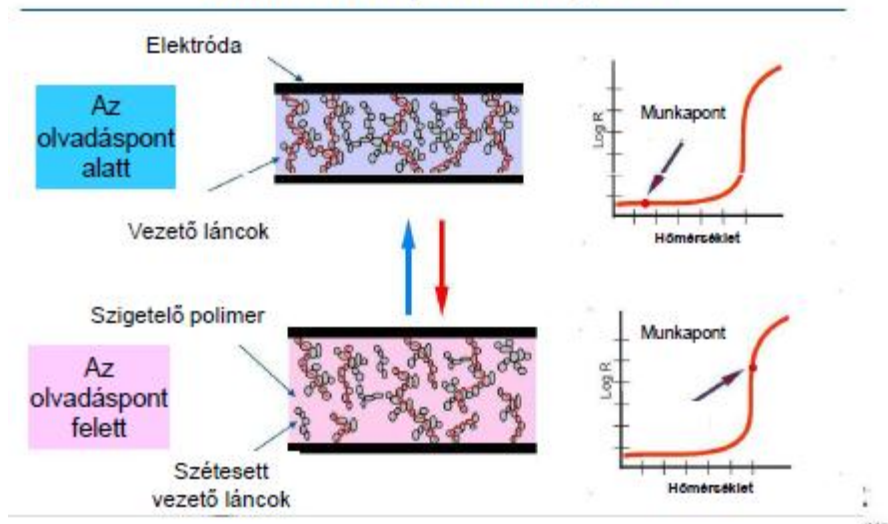 Elektróda
Az
olvadáspont
alatt
Vezető láncok
Log R
Munkapont
Hőmérséklet
Szigetelő polimer
Az
olvadáspont
felett
Szétesett
vezető láncok
Log R
Munkapont
Hőmérséklet